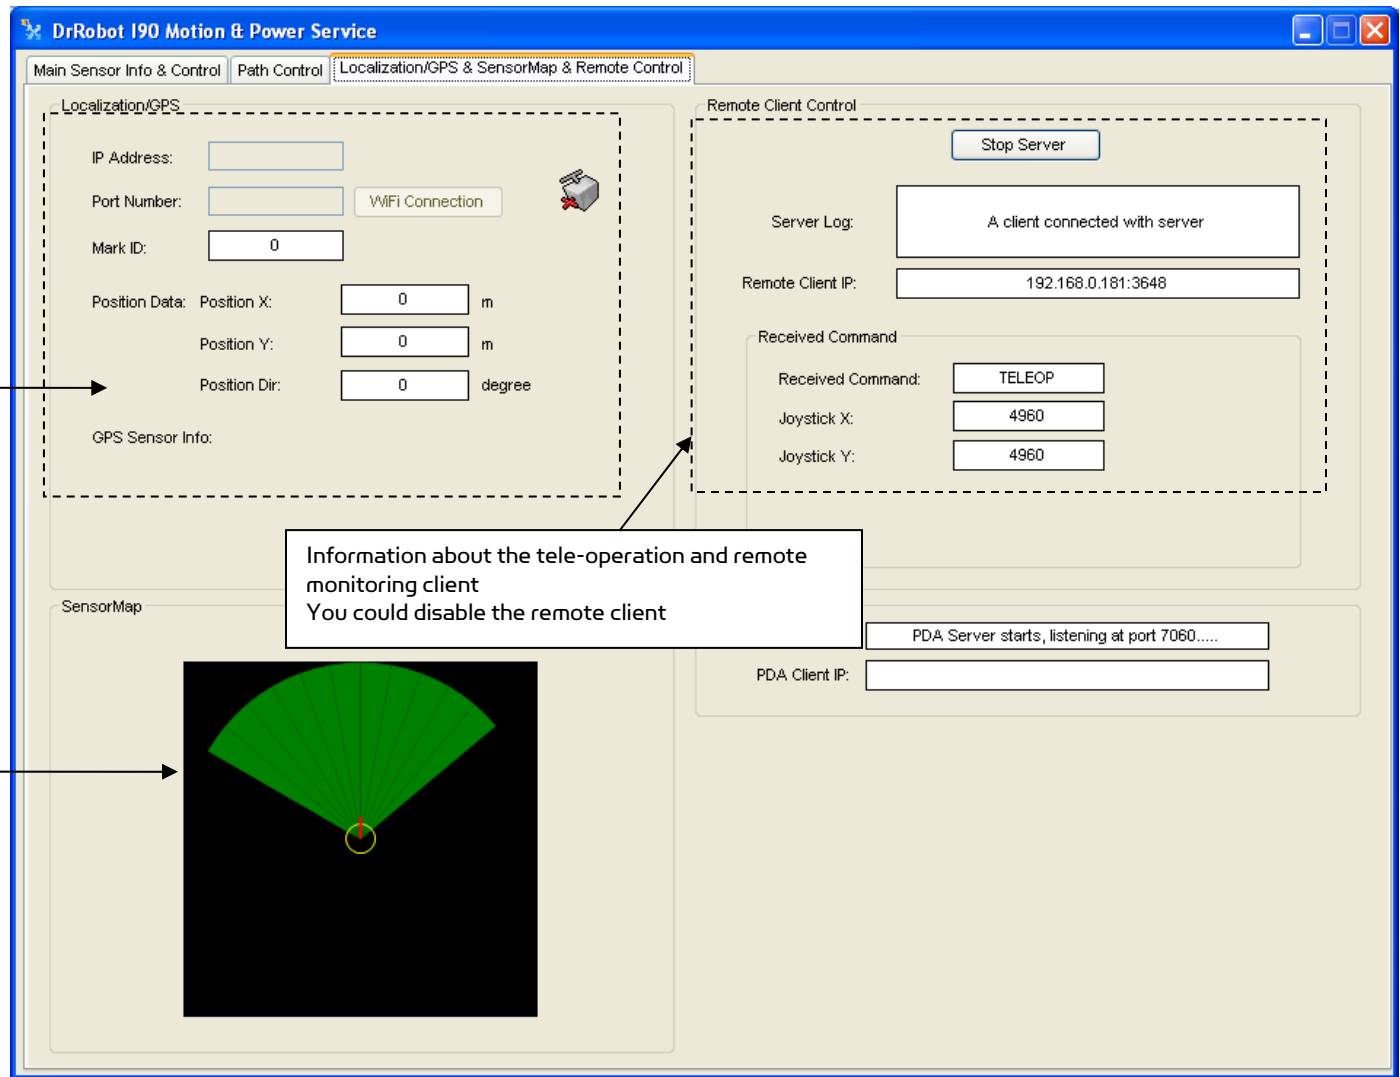 DrRobot I90 Motion & Power Service
Main Sensor Info & Control
Path Control
Localization/GPS & SensorMap & Remote Control
Localization/GPS
IP Address:
Port Number:
WiFi Connection
Mark ID:
0
Position Data:
Position X:
0
m
Position Y:
0
m
Position Dir:
0
degree
GPS Sensor Info:
Remote Client Control
Stop Server
Server Log:
A client connected with server
Remote Client IP:
192.168.0.181:3648
Received Command
Received Command:
TELEOP
Joystick X:
4960
Joystick Y:
4960
Information about the tele-operation and remote
monitoring client
You could disable the remote client
SensorMap
PDA Server starts, listening at port 7060.....
PDA Client IP: